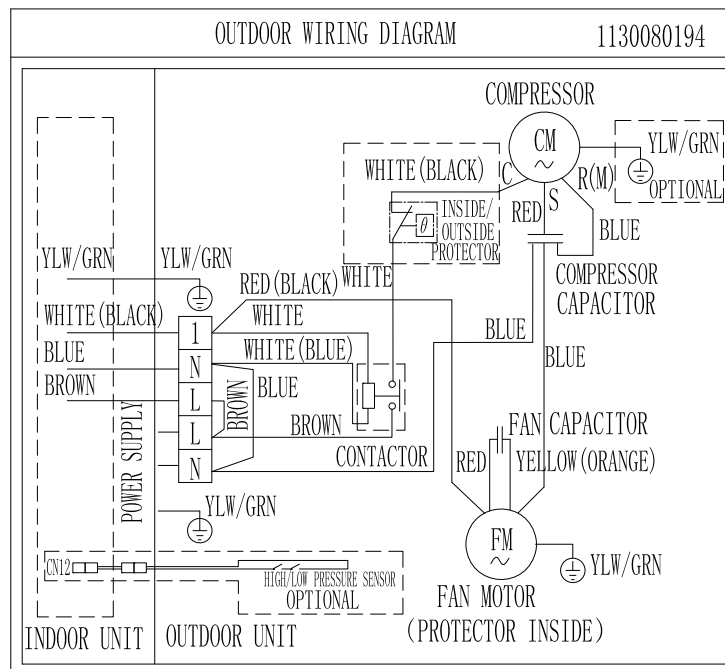 OUTDOOR WIRING DIAGRAM
1130080194
COMPRESSOR
CM
~
YLW/GRN
OPTIONAL
WHITE(BLACK)
C
R(M)
S
RED
BLUE
INSIDE/
OUTSIDE
PROTECTOR
θ
COMPRESSOR
CAPACITOR
YLW/GRN
YLW/GRN
RED(BLACK)
WHITE
WHITE(BLACK)
1
WHITE
BLUE
WHITE(BLUE)
BLUE
N
BLUE
BROWN
L
BROWN
L
BROWN
FAN CAPACITOR
N
CONTACTOR
RED
YELLOW(ORANGE)
POWER SUPPLY
YLW/GRN
FM
~
YLW/GRN
CN12
HIGH/LOW PRESSURE SENSOR
OPTIONAL
FAN MOTOR
(PROTECTOR INSIDE)
INDOOR UNIT
OUTDOOR UNIT